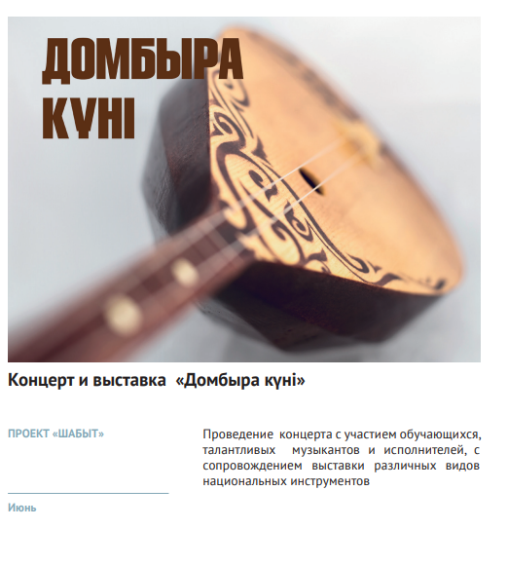 ДОМБЫРА
КҮНІ
Концерт и выставка «Домбыра күні»
ПРОЕКТ «ШАБЫТ»
Проведение концерта с участием обучающихся,
талантливых музыкантов и исполнителей, с
сопровождением выставки различных видов
национальных инструментов
Июнь